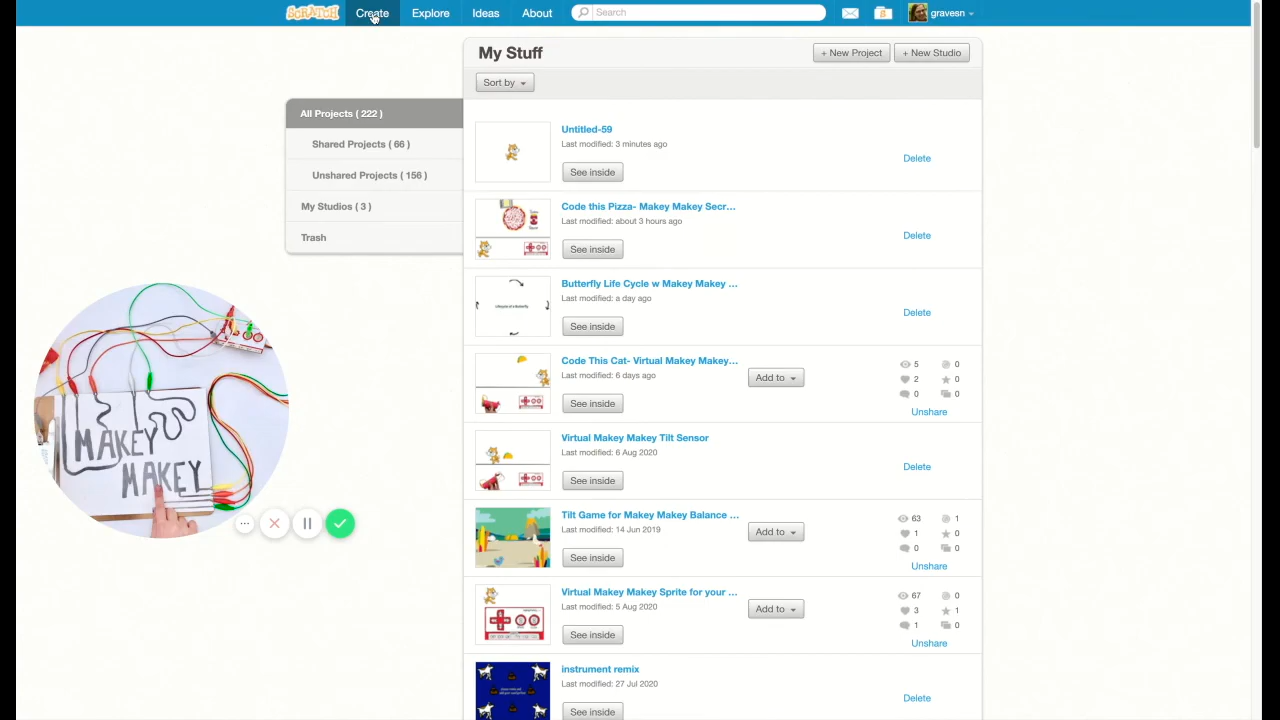 SCRATCH Create Explore Ideas About Search gravesn
My Stuff + New Project + New Studio
Sort by
All Projects ( 222 )
Shared Projects ( 66 )
Unshared Projects ( 156 )
My Studios ( 3 )
Trash
Untitled-59
Last modified: 3 minutes ago
See inside
Delete
Code this Pizza- Makey Makey Secr...
Last modified: about 3 hours ago
See inside
Delete
Butterfly Life Cycle w Makey Makey ...
Last modified: a day ago
See inside
Delete
Code This Cat- Virtual Makey Makey...
Last modified: 6 days ago
See inside
Add to
5 0
2 0
0 0
Unshare
Virtual Makey Makey Tilt Sensor
Last modified: 6 Aug 2020
See inside
Delete
Tilt Game for Makey Makey Balance ...
Last modified: 14 Jun 2019
See inside
Add to
63 1
1 0
0 0
Unshare
Virtual Makey Makey Sprite for your ...
Last modified: 5 Aug 2020
See inside
Add to
67 0
3 1
1 0
Unshare
instrument remix
Last modified: 27 Jul 2020
See inside
Delete
MAKEY
MAKEY